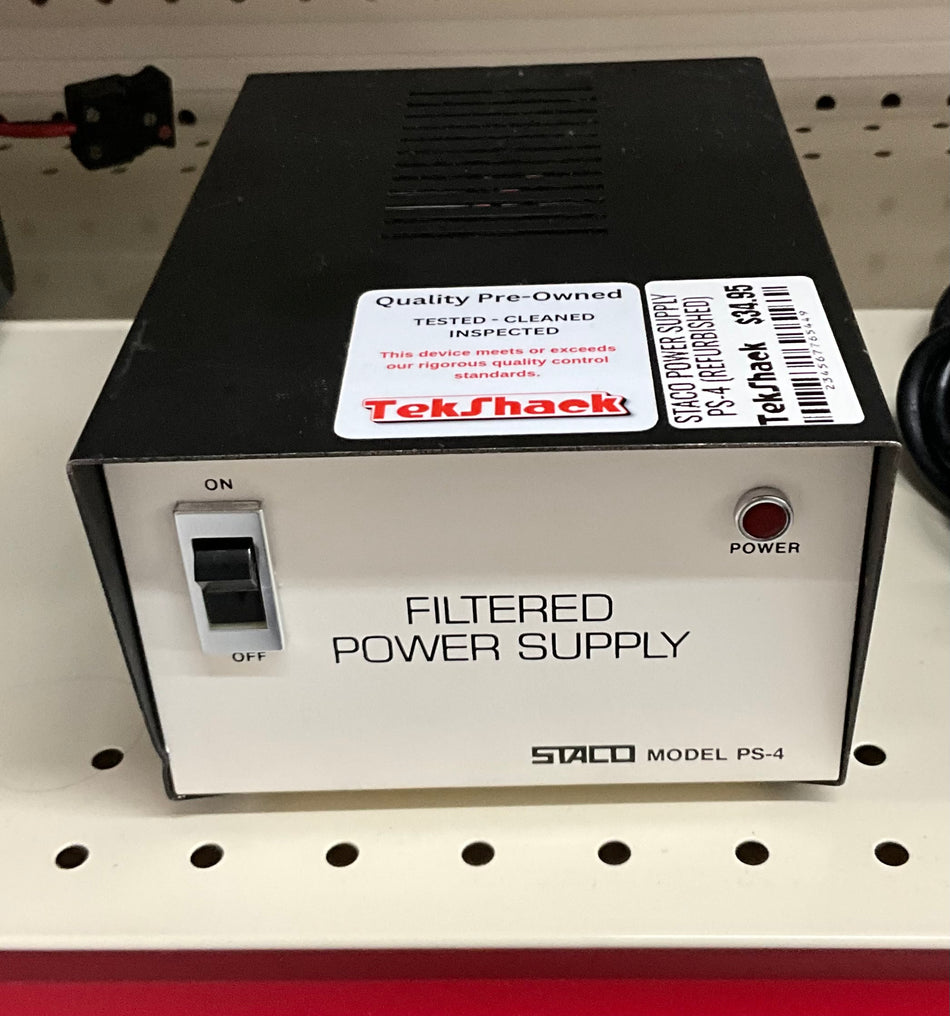 Quality Pre-Owned
TESTED - CLEANED
INSPECTED
This device meets or exceeds
our rigorous quality control
standards.
TekShack
STACO POWER SUPPLY
PS-4 (REFURBISHED)
TekShack $34.95
234567765449
ON
OFF
POWER
FILTERED
POWER SUPPLY
STACO MODEL PS-4